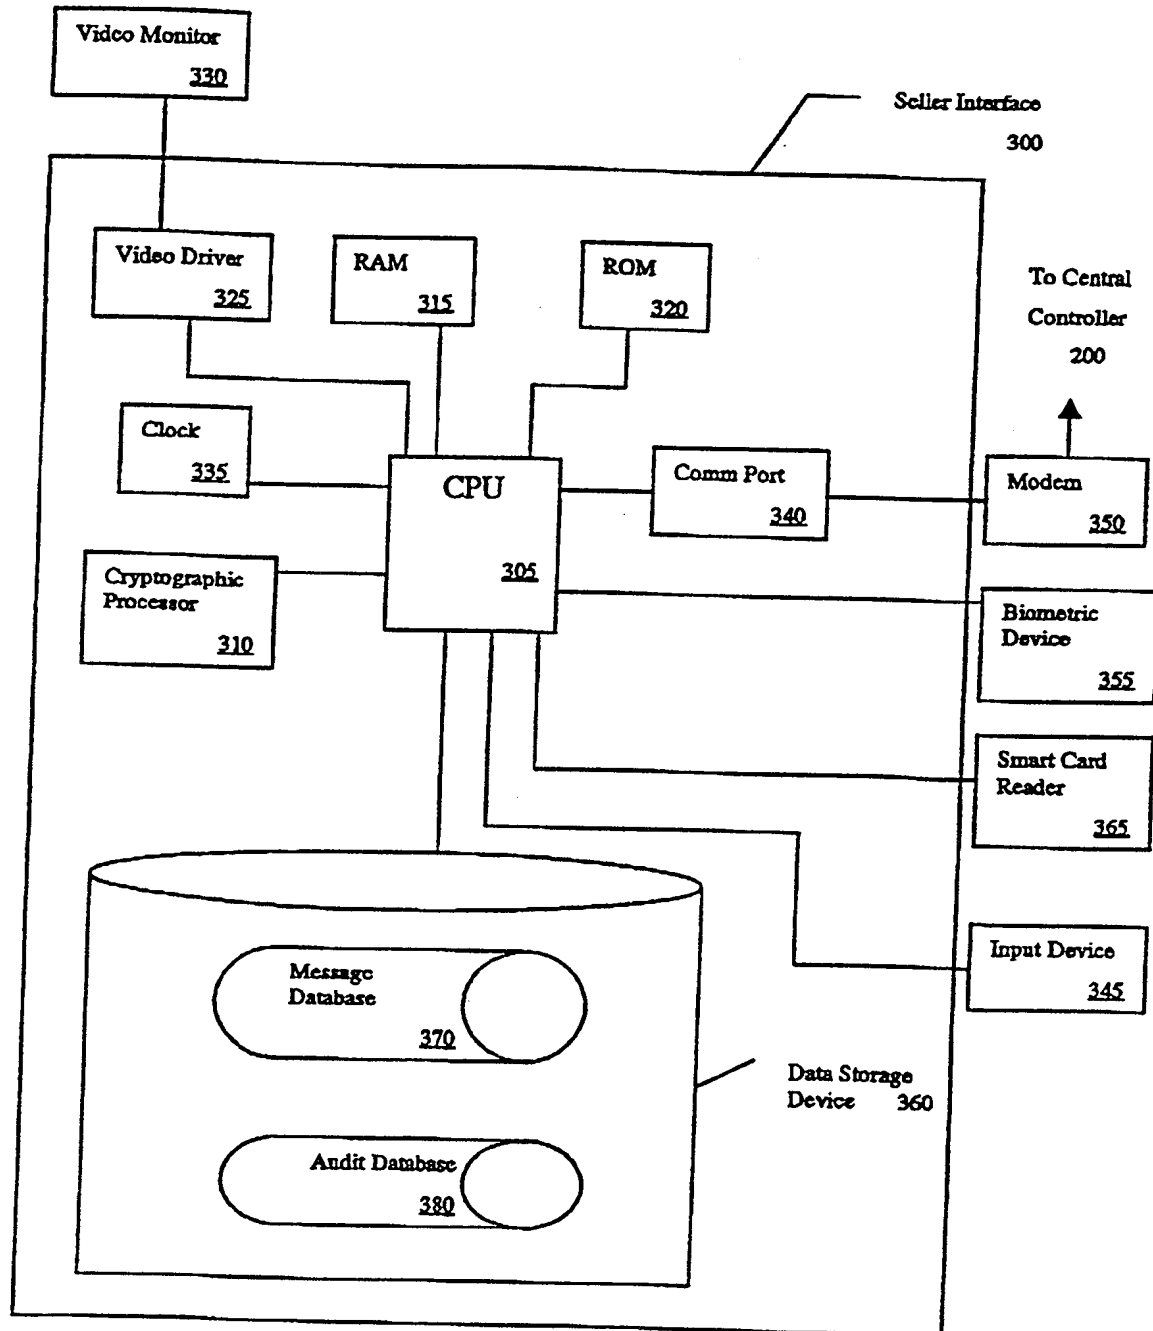 Video Monitor
330
Seller Interface
300
Video Driver
325
RAM
315
ROM
320
To Central
Controller
200
Clock
335
CPU
305
Comm Port
340
Modem
350
Cryptographic
Processor
310
Biometric
Device
355
Smart Card
Reader
365
Input Device
345
Message
Database
370
Data Storage
Device 360
Audit Database
380